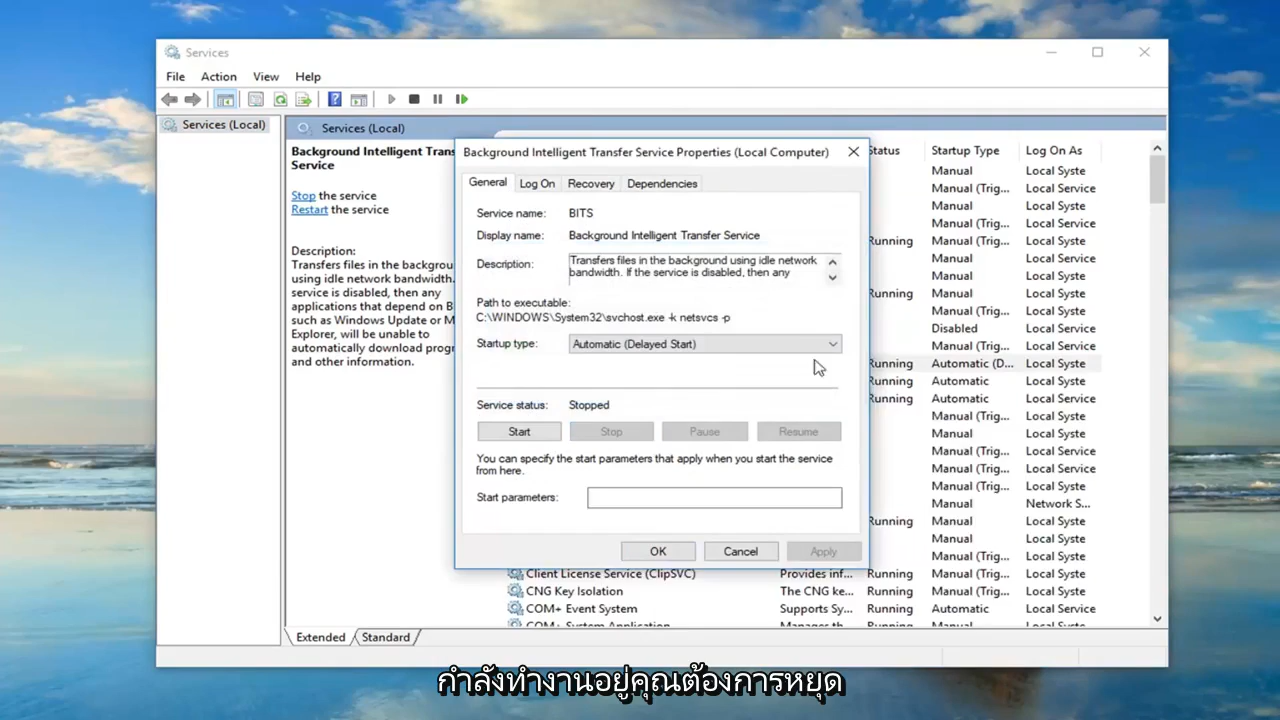 Services
File Action View Help
Services (Local)
Services (Local)
Background Intelligent Trans
Service
Stop the service
Restart the service
Description:
Transfers files in the backgrou
using idle network bandwidth.
service is disabled, then any
applications that depend on B
such as Windows Update or M
Explorer, will be unable to
automatically download prog
and other information.
Background Intelligent Transfer Service Properties (Local Computer)
General Log On Recovery Dependencies
Service name: BITS
Display name: Background Intelligent Transfer Service
Description: Transfers files in the background using idle network
bandwidth. If the service is disabled, then any
Path to executable:
C:\WINDOWS\System32\svchost.exe -k netsvcs -p
Startup type: Automatic (Delayed Start)
Service status: Stopped
Start Stop Pause Resume
You can specify the start parameters that apply when you start the service
from here.
Start parameters:
OK Cancel Apply
Status Startup Type Log On As
Manual Local Syste
Manual (Trig... Local Service
Manual Local Syste
Manual (Trig... Local Service
Running Manual (Trig... Local Syste
Manual Local Syste
Manual (Trig... Local Service
Running Manual Local Syste
Manual (Trig... Local Service
Disabled Local Syste
Manual (Trig... Local Service
Running Automatic (D... Local Syste
Running Automatic Local Syste
Running Automatic Local Service
Manual (Trig... Local Syste
Manual Local Syste
Manual (Trig... Local Service
Manual (Trig... Local Service
Manual (Trig... Local Syste
Manual Network S...
Running Manual (Trig... Local Syste
Manual Local Syste
Manual (Trig... Local Syste
Client License Service (ClipSVC) Provides inf... Running Manual (Trig... Local Syste
CNG Key Isolation The CNG ke... Running Manual (Trig... Local Syste
COM+ Event System Supports Sy... Running Automatic Local Service
COM+ System Application Manages th... Manual Local Syste
Extended Standard
กำลังทำงานอยู่คุณต้องการหยุด